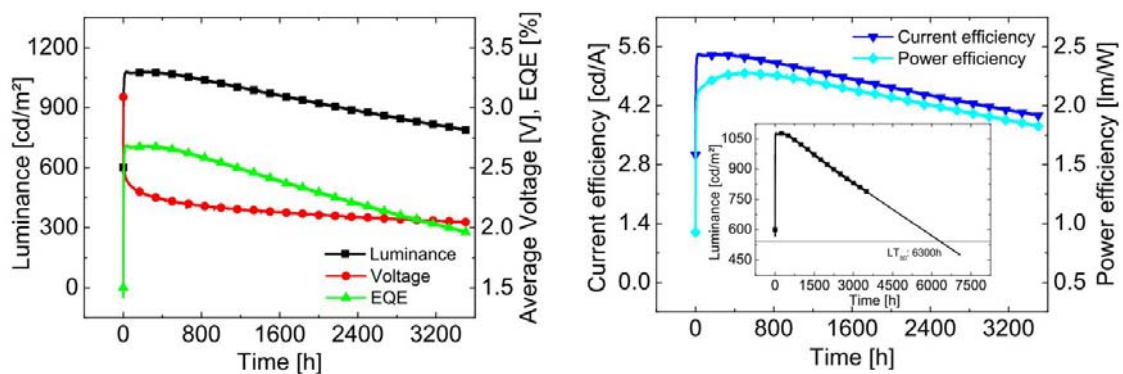 1200
900
600
300
0
Luminance [cd/m²]
3.5
3.0
2.5
2.0
1.5
Average Voltage [V], EQE [%]
Luminance
Voltage
EQE
0 800 1600 2400 3200
Time [h]
5.6
4.2
2.8
1.4
0.0
Current efficiency [cd/A]
2.5
2.0
1.5
1.0
0.5
Power efficiency [lm/W]
Current efficiency
Power efficiency
1050
900
750
600
450
Luminance [cd/m²]
LT50: 6300h
0 1500 3000 4500 6000 7500
Time [h]
0 800 1600 2400 3200
Time [h]